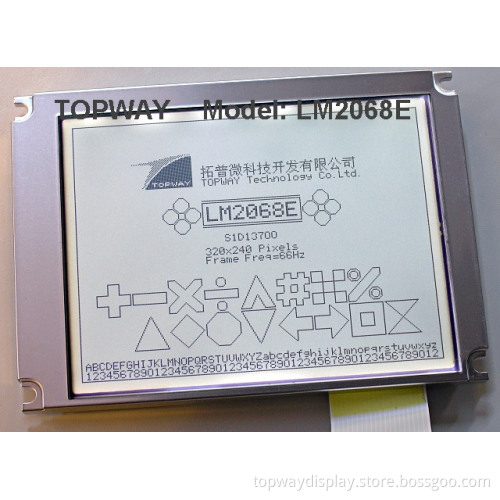 TOPWAY Model: LM2068E
拓普微科技开发有限公司
TOPWAY TOPWAY Technology Co.Ltd.
LM2068E
S1D13700
320x240 Pixels
Frame Freq=66Hz
ABCDEFGHIJKLMNOPQRSTUVWXYZabcdefghijklmnopqrstuvwxyz
1234567890123456789012345678901234567890123456789012
topwaydisplay.store.bossgoo.com